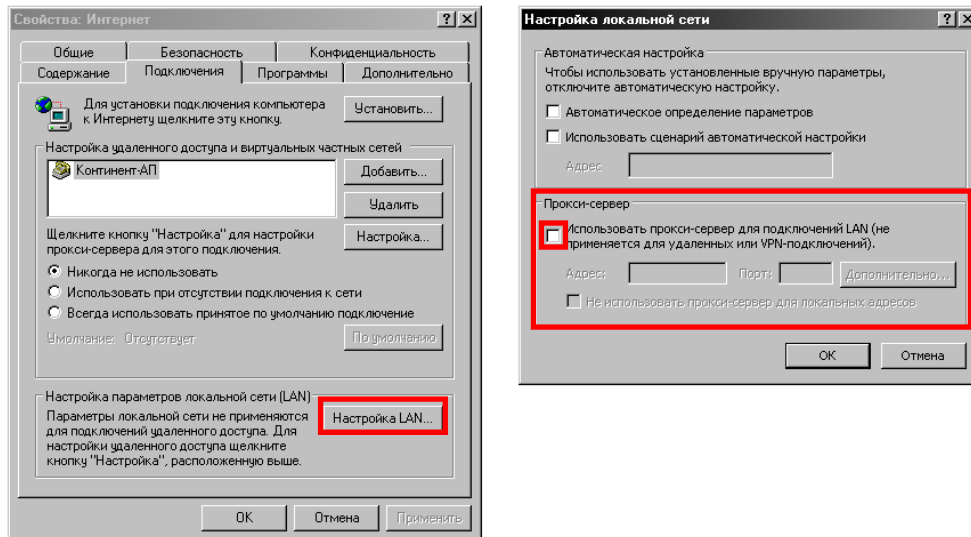 Свойства: Интернет
Общие
Безопасность
Конфиденциальность
Содержание
Подключения
Программы
Дополнительно
Для установки подключения компьютера
к Интернету щелкните эту кнопку.
Установить...
Настройка удаленного доступа и виртуальных частных сетей
Континент-АП
Добавить...
Удалить
Щелкните кнопку "Настройка" для настройки
прокси-сервера для этого подключения.
Настройка...
Никогда не использовать
Использовать при отсутствии подключения к сети
Всегда использовать принятое по умолчанию подключение
Умолчание: Отсутствует
По умолчанию
Настройка параметров локальной сети (LAN)
Параметры локальной сети не применяются
для подключений удаленного доступа. Для
настройки удаленного доступа щелкните
кнопку "Настройка", расположенную выше.
Настройка LAN...
OK
Отмена
Применить
Настройка локальной сети
Автоматическая настройка
Чтобы использовать установленные вручную параметры,
отключите автоматическую настройку.
Автоматическое определение параметров
Использовать сценарий автоматической настройки
Адрес
Прокси-сервер
Использовать прокси-сервер для подключений LAN (не
применяется для удаленных или VPN-подключений).
Адрес:
Порт:
Дополнительно...
Не использовать прокси-сервер для локальных адресов
OK
Отмена